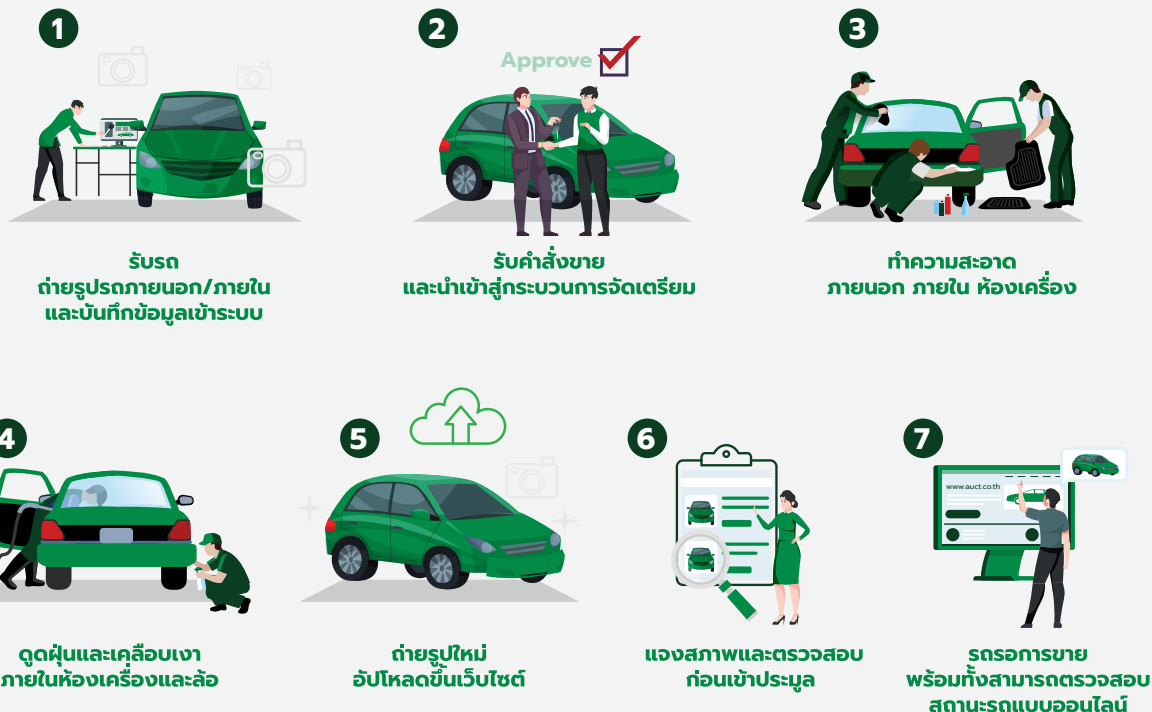 1
2
3
Approve
รับรถ
ถ่ายรูปรถภายนอก/ภายใน
และบันทึกข้อมูลเข้าระบบ
รับคำสั่งขาย
และนำเข้าสู่กระบวนการจัดเตรียม
ทำความสะอาด
ภายนอก ภายใน ห้องเครื่อง
4
5
6
7
www.auct.co.th
ดูดฝุ่นและเคลือบเงา
ภายในห้องเครื่องและล้อ
ถ่ายรูปใหม่
อัปโหลดขึ้นเว็บไซต์
แจงสภาพและตรวจสอบ
ก่อนเข้าประมูล
รถรอการขาย
พร้อมทั้งสามารถตรวจสอบ
สถานะรถแบบออนไลน์